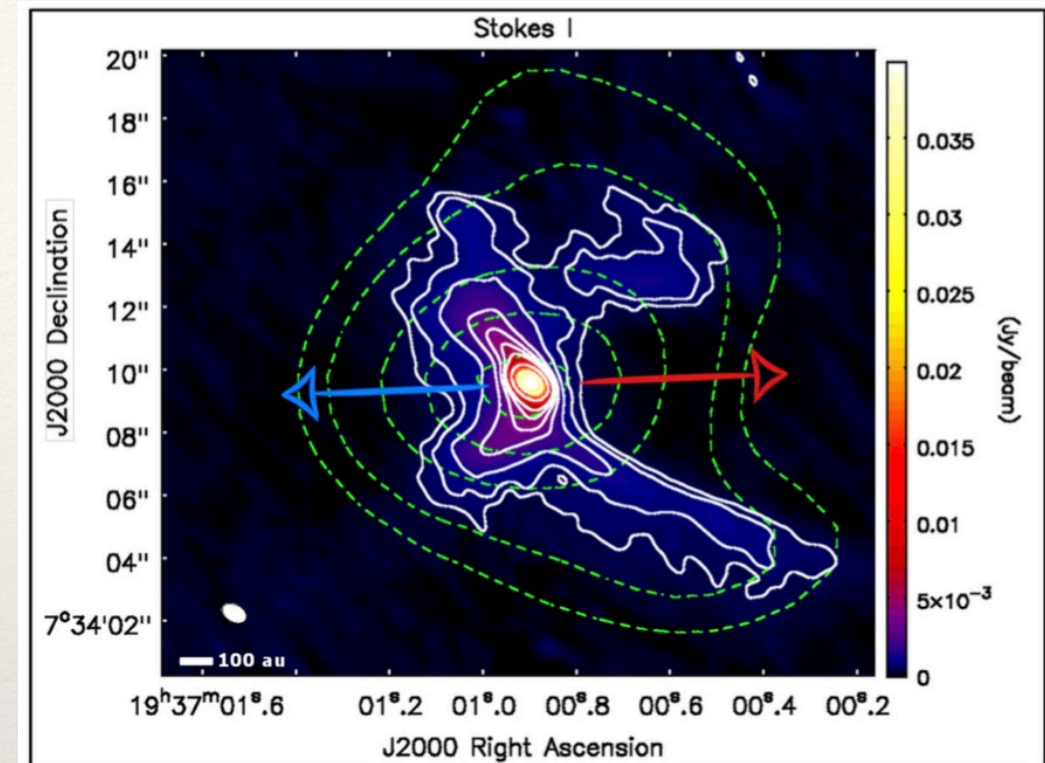 Stokes I
20"
18"
16"
14"
12"
10"
08"
06"
04"
7°34'02"
J2000 Declination
100 au
19ʰ37ᵐ01ˢ.6
01ˢ.2
01ˢ.0
00ˢ.8
00ˢ.6
00ˢ.4
00ˢ.2
J2000 Right Ascension
0.035
0.03
0.025
0.02
0.015
0.01
5×10⁻³
0
(Jy/beam)